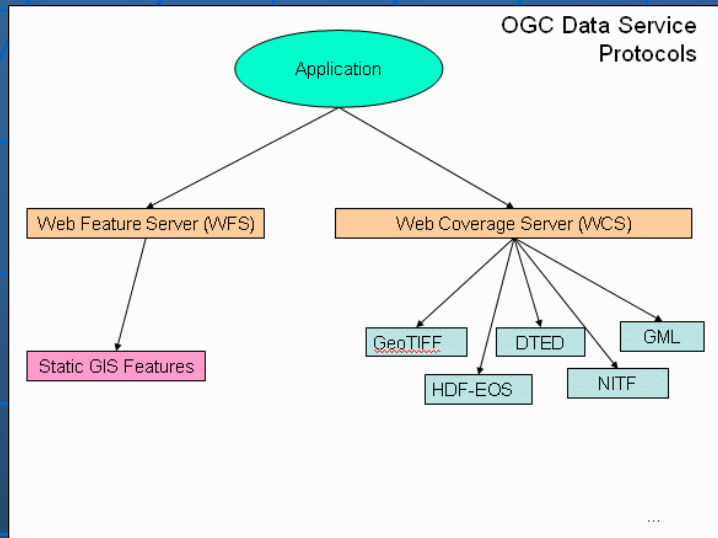 OGC Data Service
Protocols
Application
Web Feature Server (WFS)
Web Coverage Server (WCS)
GeoTIFF
DTED
GML
Static GIS Features
HDF-EOS
NITF
...